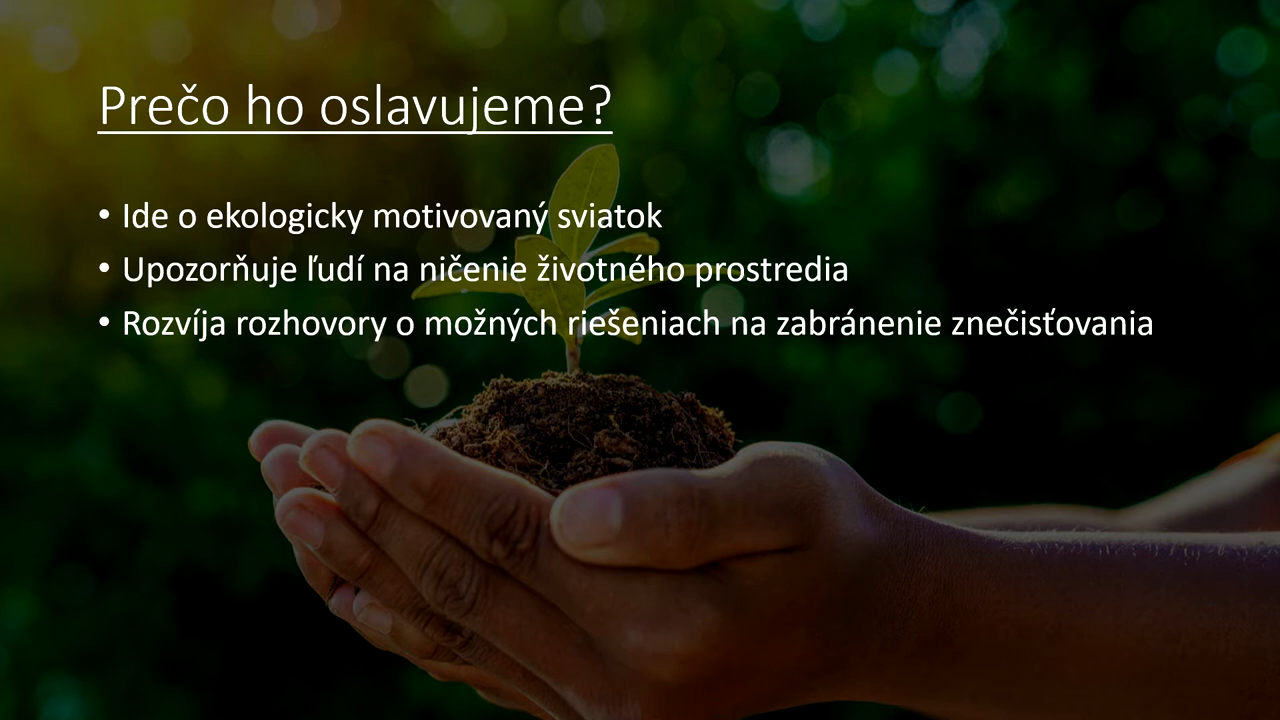 Prečo ho oslavujeme?
• Ide o ekologicky motivovaný sviatok
• Upozorňuje ľudí na ničenie životného prostredia
• Rozvíja rozhovory o možných riešeniach na zabránenie znečisťovania